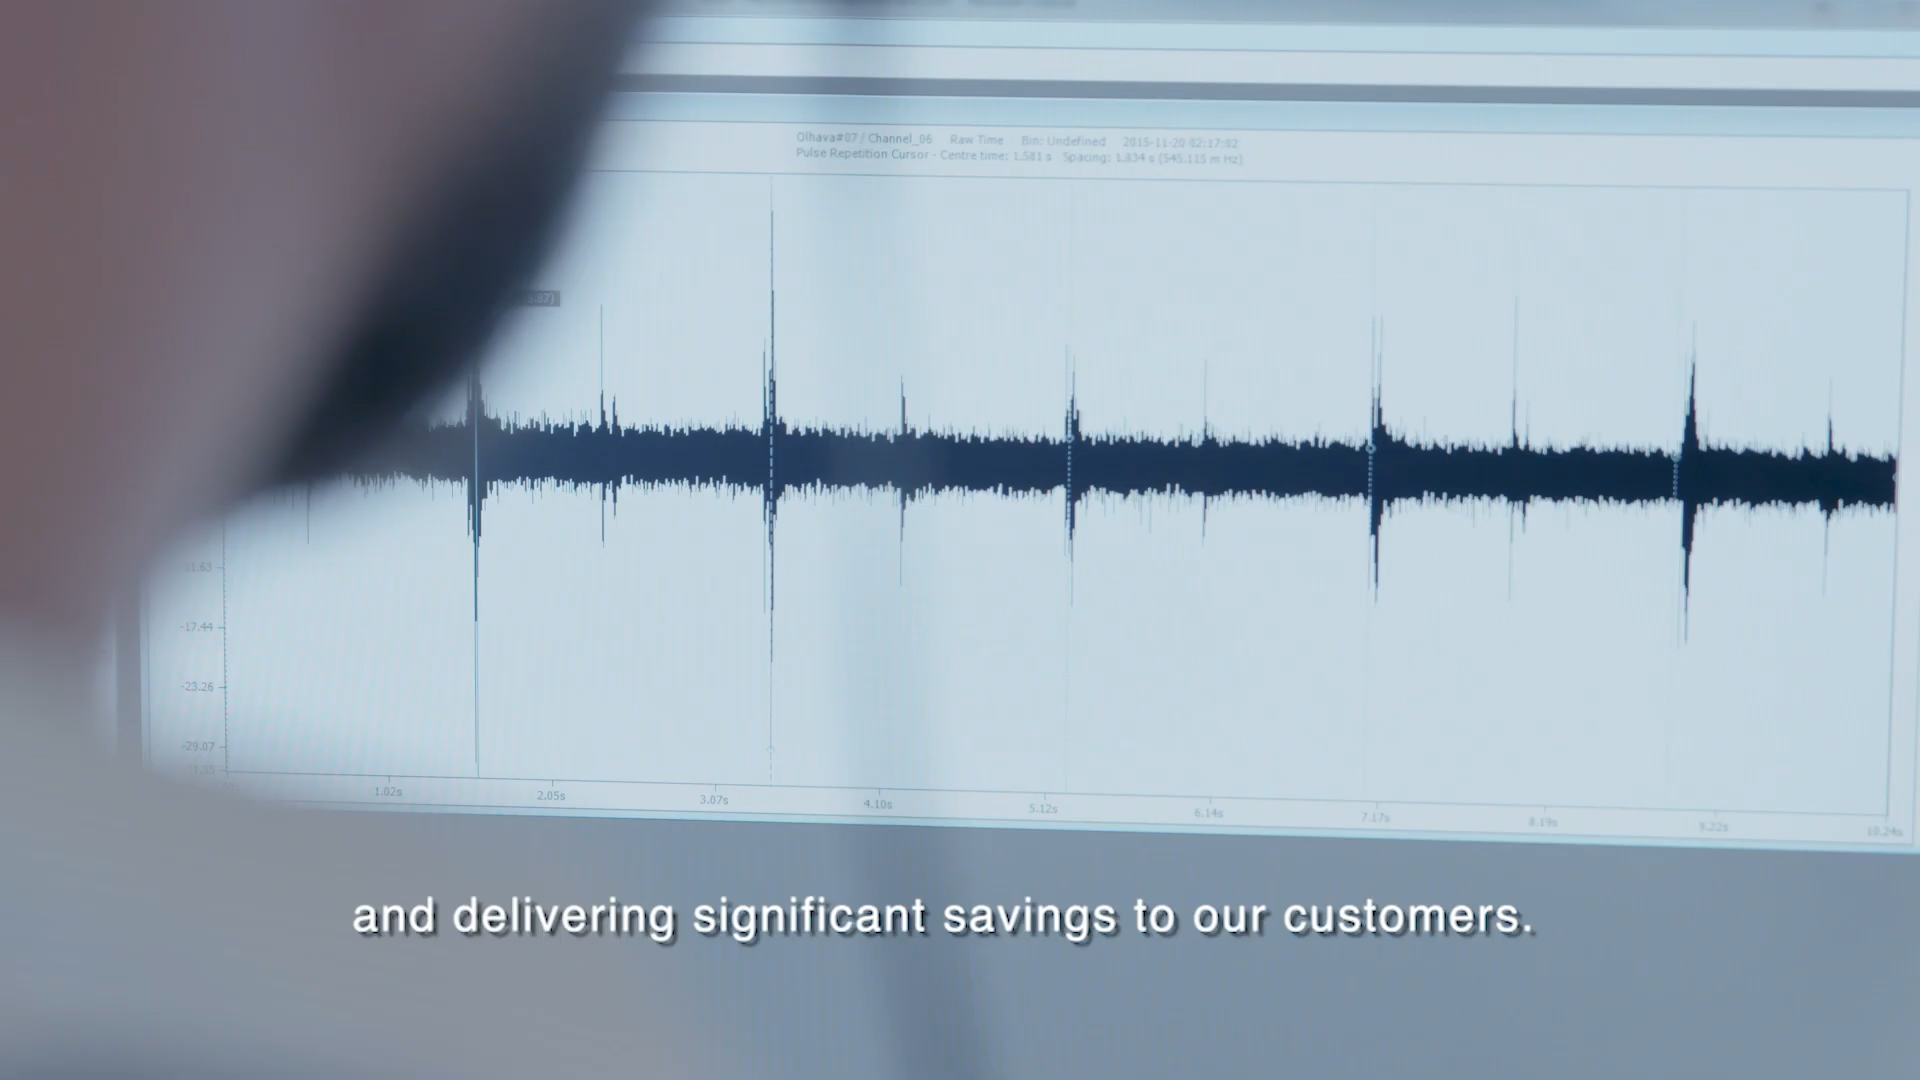 Olhava#07 / Channel_06 Raw Time Bin: Undefined 2015-11-20 02:17:02
Pulse Repetition Cursor - Centre time: 1.581 s Spacing: 1.834 s (545.115 m Hz)
-17.44
-23.26
-29.07
1.02s
2.05s
3.07s
4.10s
5.12s
6.14s
7.17s
8.19s
9.22s
10.24s
and delivering significant savings to our customers.